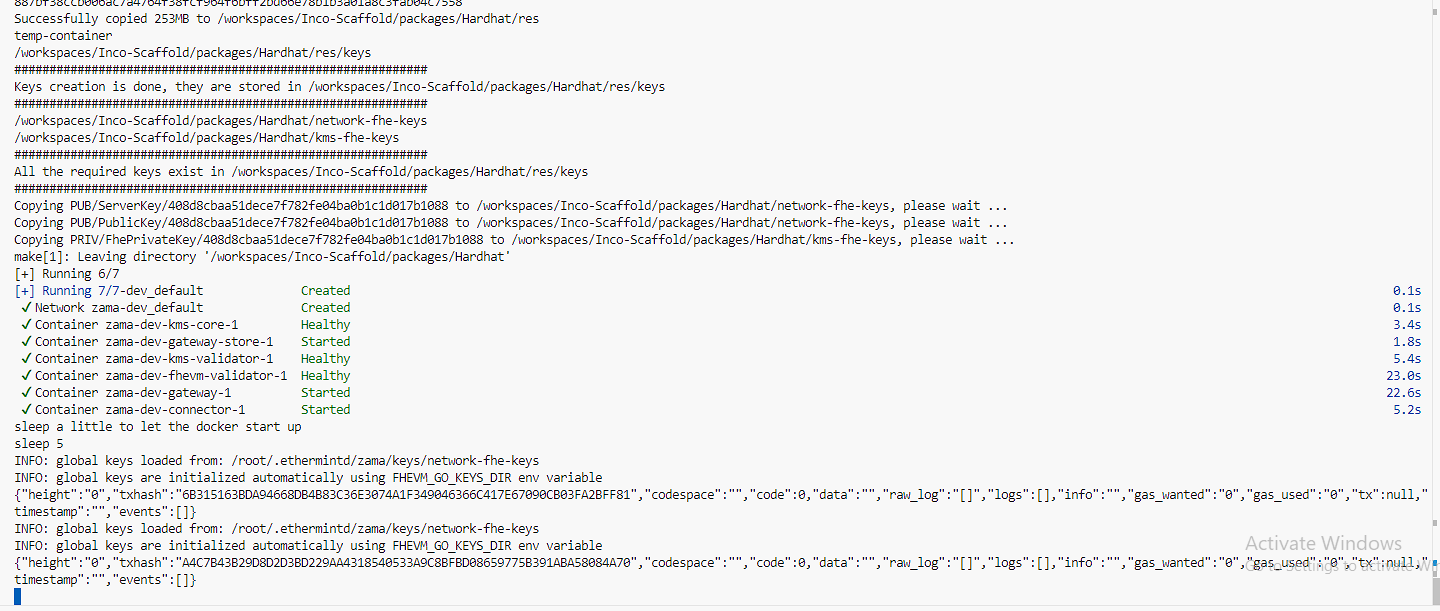 Successfully copied 253MB to /workspaces/Inco-Scaffold/packages/Hardhat/res
temp-container
/workspaces/Inco-Scaffold/packages/Hardhat/res/keys
###########################################################
Keys creation is done, they are stored in /workspaces/Inco-Scaffold/packages/Hardhat/res/keys
###########################################################
/workspaces/Inco-Scaffold/packages/Hardhat/network-fhe-keys
/workspaces/Inco-Scaffold/packages/Hardhat/kms-fhe-keys
###########################################################
All the required keys exist in /workspaces/Inco-Scaffold/packages/Hardhat/res/keys
###########################################################
Copying PUB/ServerKey/408d8cbaa51dece7f782fe04ba0b1c1d017b1088 to /workspaces/Inco-Scaffold/packages/Hardhat/network-fhe-keys, please wait ...
Copying PUB/PublicKey/408d8cbaa51dece7f782fe04ba0b1c1d017b1088 to /workspaces/Inco-Scaffold/packages/Hardhat/network-fhe-keys, please wait ...
Copying PRIV/FhePrivateKey/408d8cbaa51dece7f782fe04ba0b1c1d017b1088 to /workspaces/Inco-Scaffold/packages/Hardhat/kms-fhe-keys, please wait ...
make[1]: Leaving directory '/workspaces/Inco-Scaffold/packages/Hardhat'
[+] Running 6/7
[+] Running 7/7-dev_default Created 0.1s
✓ Network zama-dev_default Created 0.1s
✓ Container zama-dev-kms-core-1 Healthy 3.4s
✓ Container zama-dev-gateway-store-1 Started 1.8s
✓ Container zama-dev-kms-validator-1 Healthy 5.4s
✓ Container zama-dev-fhevm-validator-1 Healthy 23.0s
✓ Container zama-dev-gateway-1 Started 22.6s
✓ Container zama-dev-connector-1 Started 5.2s
sleep a little to let the docker start up
sleep 5
INFO: global keys loaded from: /root/.ethermintd/zama/keys/network-fhe-keys
INFO: global keys are initialized automatically using FHEVM_GO_KEYS_DIR env variable
{"height":"0","txhash":"6B315163BDA94668DB4B83C36E3074A1F349046366C417E67090CB03FA2BFF81","codespace":"","code":0,"data":"","raw_log":"[]","logs":[],"info":"","gas_wanted":"0","gas_used":"0","tx":null,"
timestamp":"","events":[]}
INFO: global keys loaded from: /root/.ethermintd/zama/keys/network-fhe-keys
INFO: global keys are initialized automatically using FHEVM_GO_KEYS_DIR env variable
{"height":"0","txhash":"A4C7B43B29D8D2D3BD229AA4318540533A9C8BFBD08659775B391ABA58084A70","codespace":"","code":0,"data":"","raw_log":"[]","logs":[],"info":"","gas_wanted":"0","gas_used":"0","tx":null,"
timestamp":"","events":[]}
Activate Windows
Go to Settings to activate W